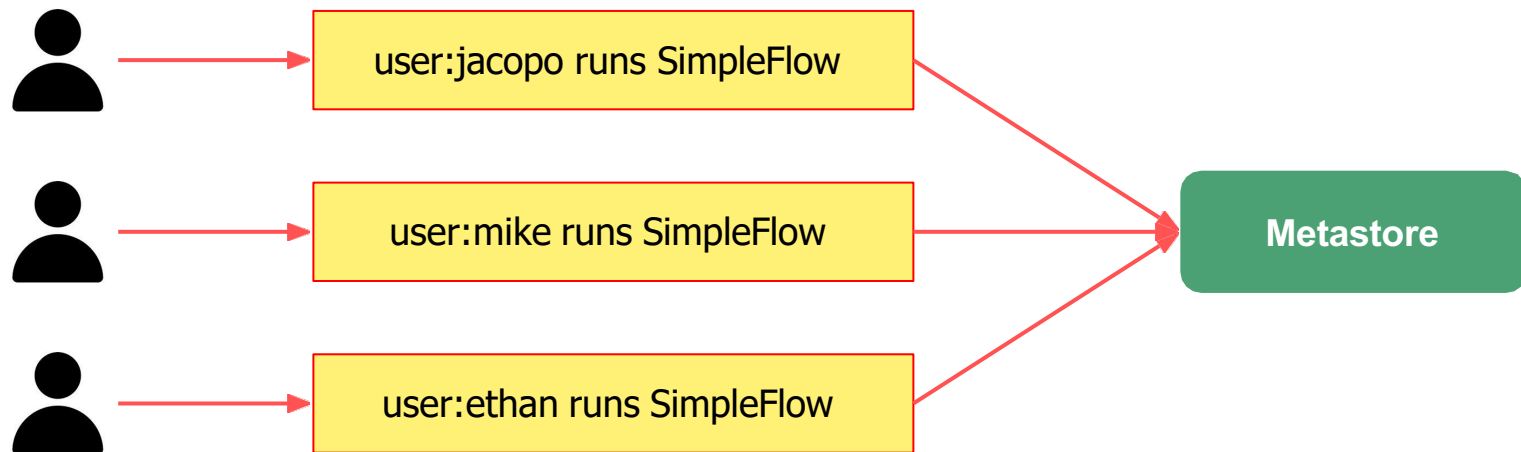 user:jacopo runs SimpleFlow
user:mike runs SimpleFlow
Metastore
user:ethan runs SimpleFlow